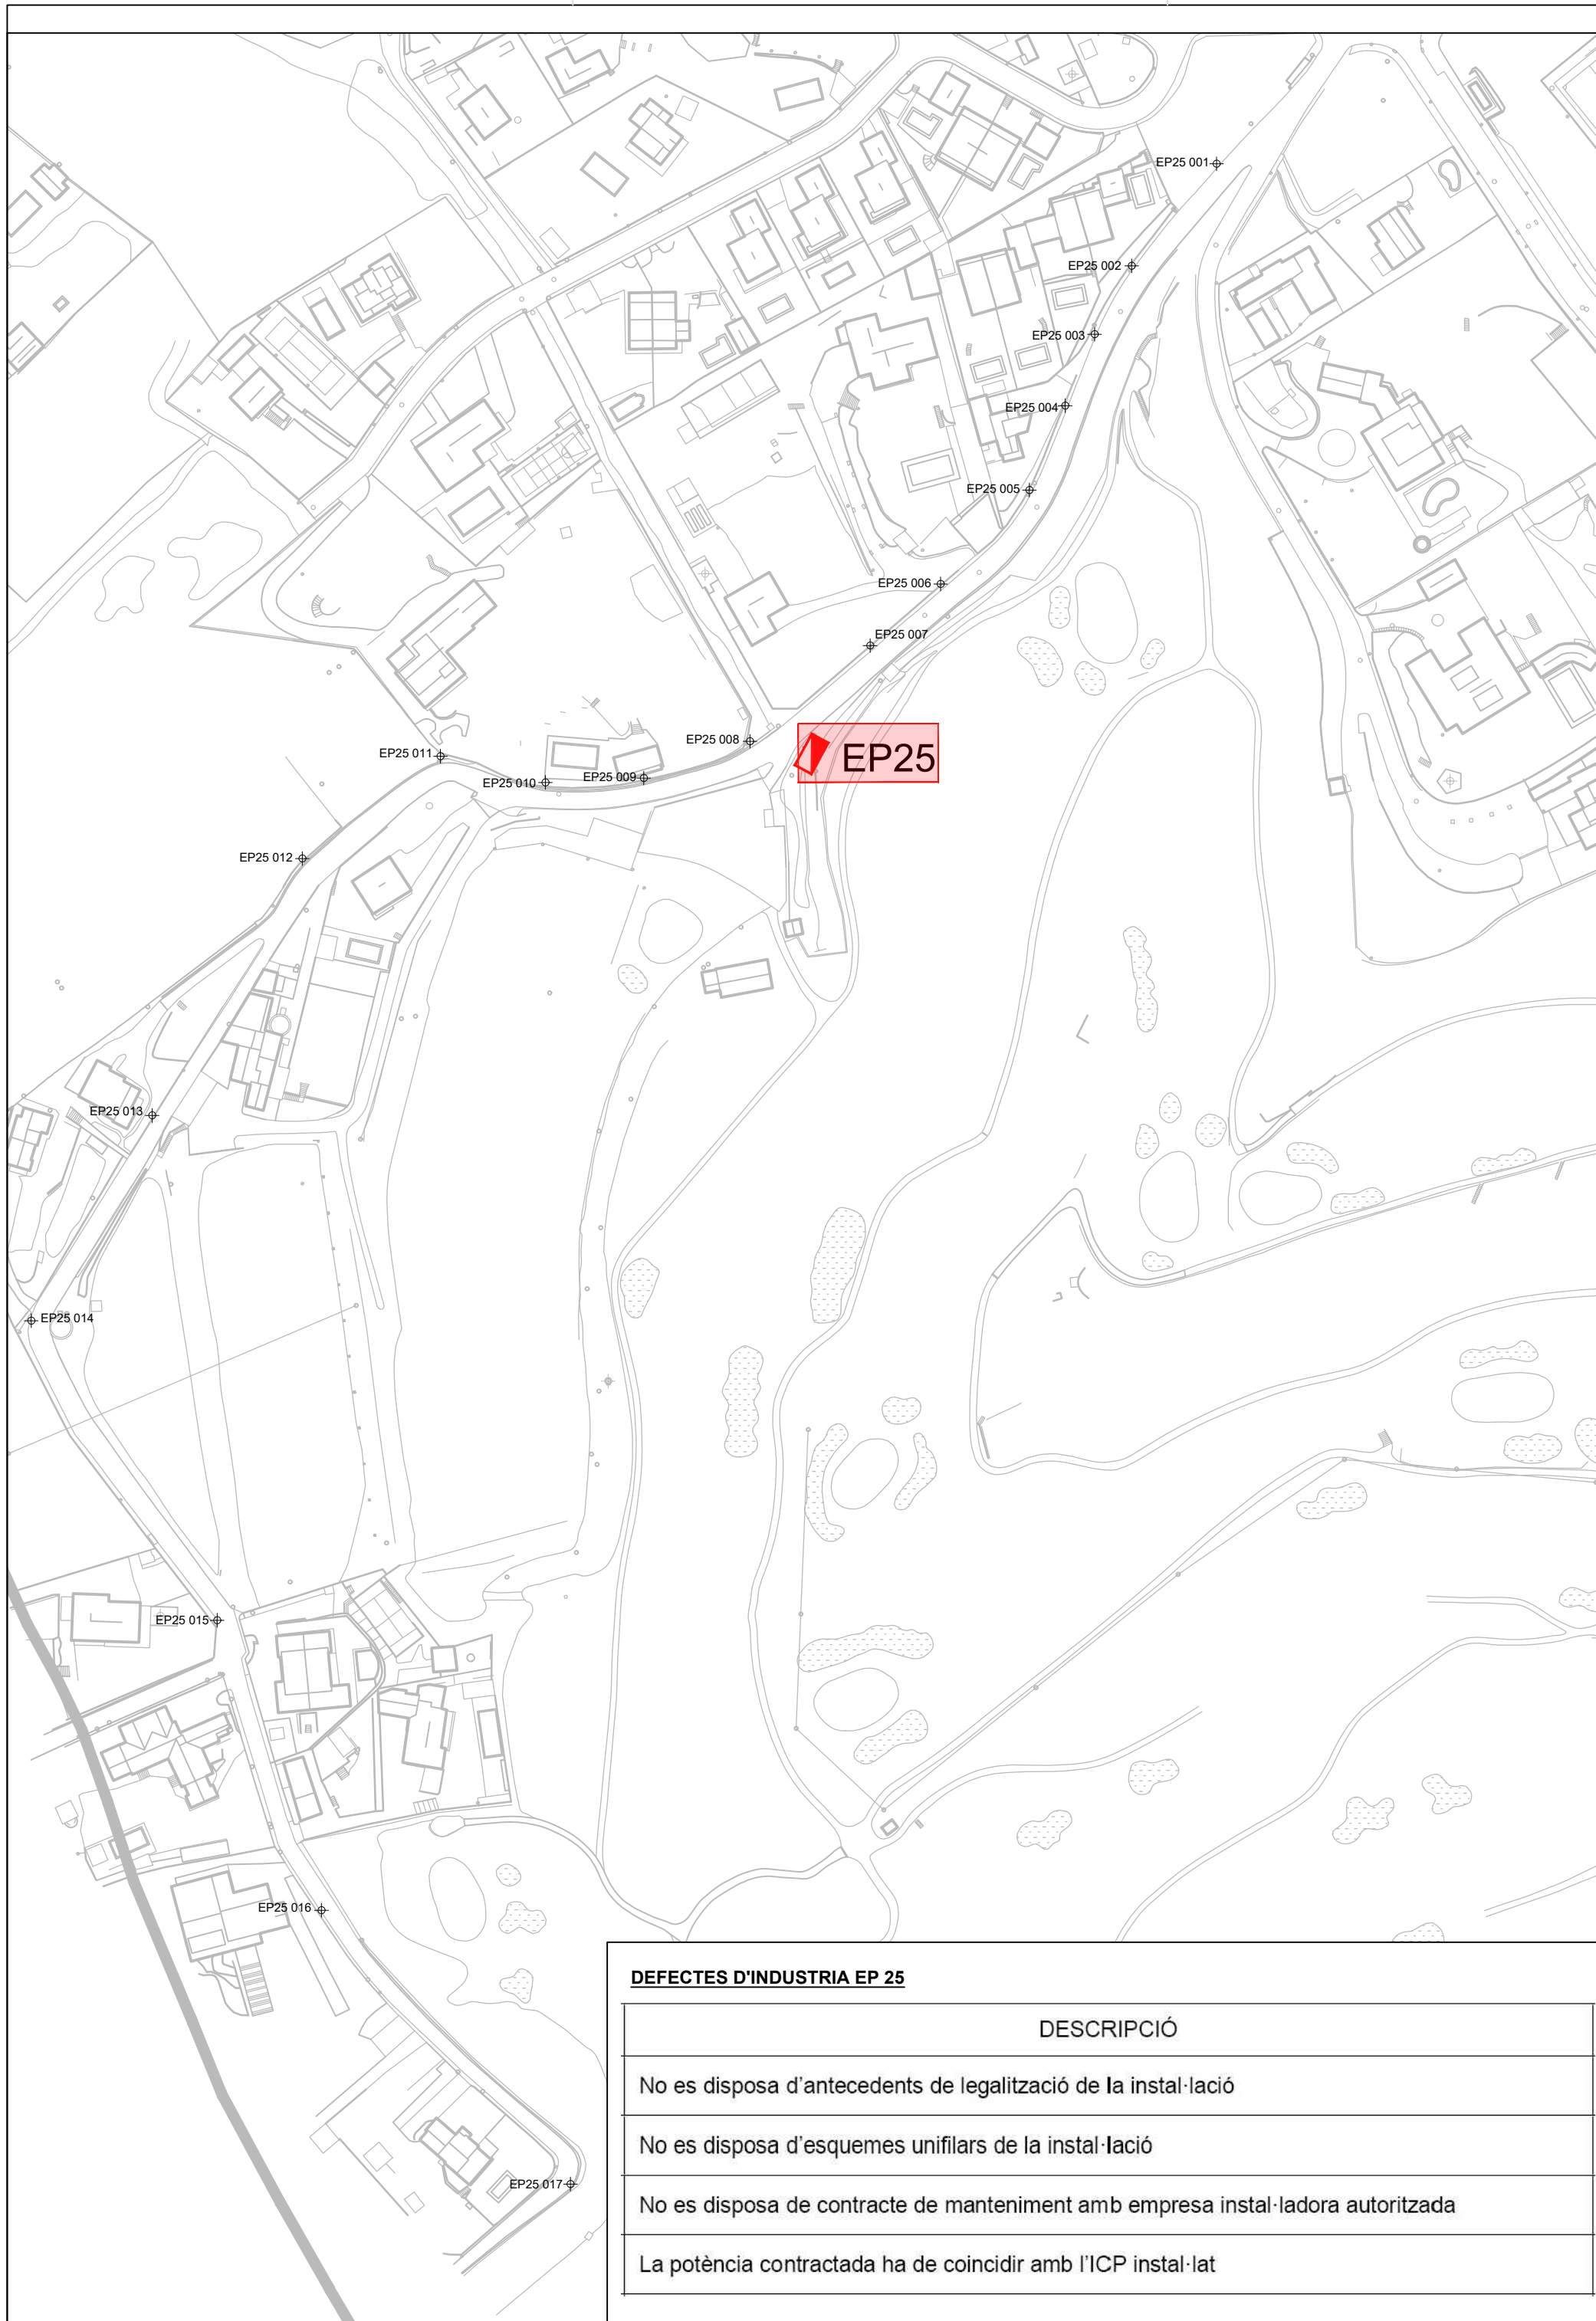 EP25 001
EP25 002
EP25 003
EP25 004
EP25 005
EP25 006
EP25 007
EP25 008
EP25
EP25 009
EP25 010
EP25 011
EP25 012
EP25 013
EP25 014
EP25 015
EP25 016
EP25 017
DEFECTES D'INDUSTRIA EP 25
DESCRIPCIÓ
No es disposa d'antecedents de legalització de la instal·lació
No es disposa d'esquemes unifilars de la instal·lació
No es disposa de contracte de manteniment amb empresa instal·ladora autoritzada
La potència contractada ha de coincidir amb l'ICP instal·lat